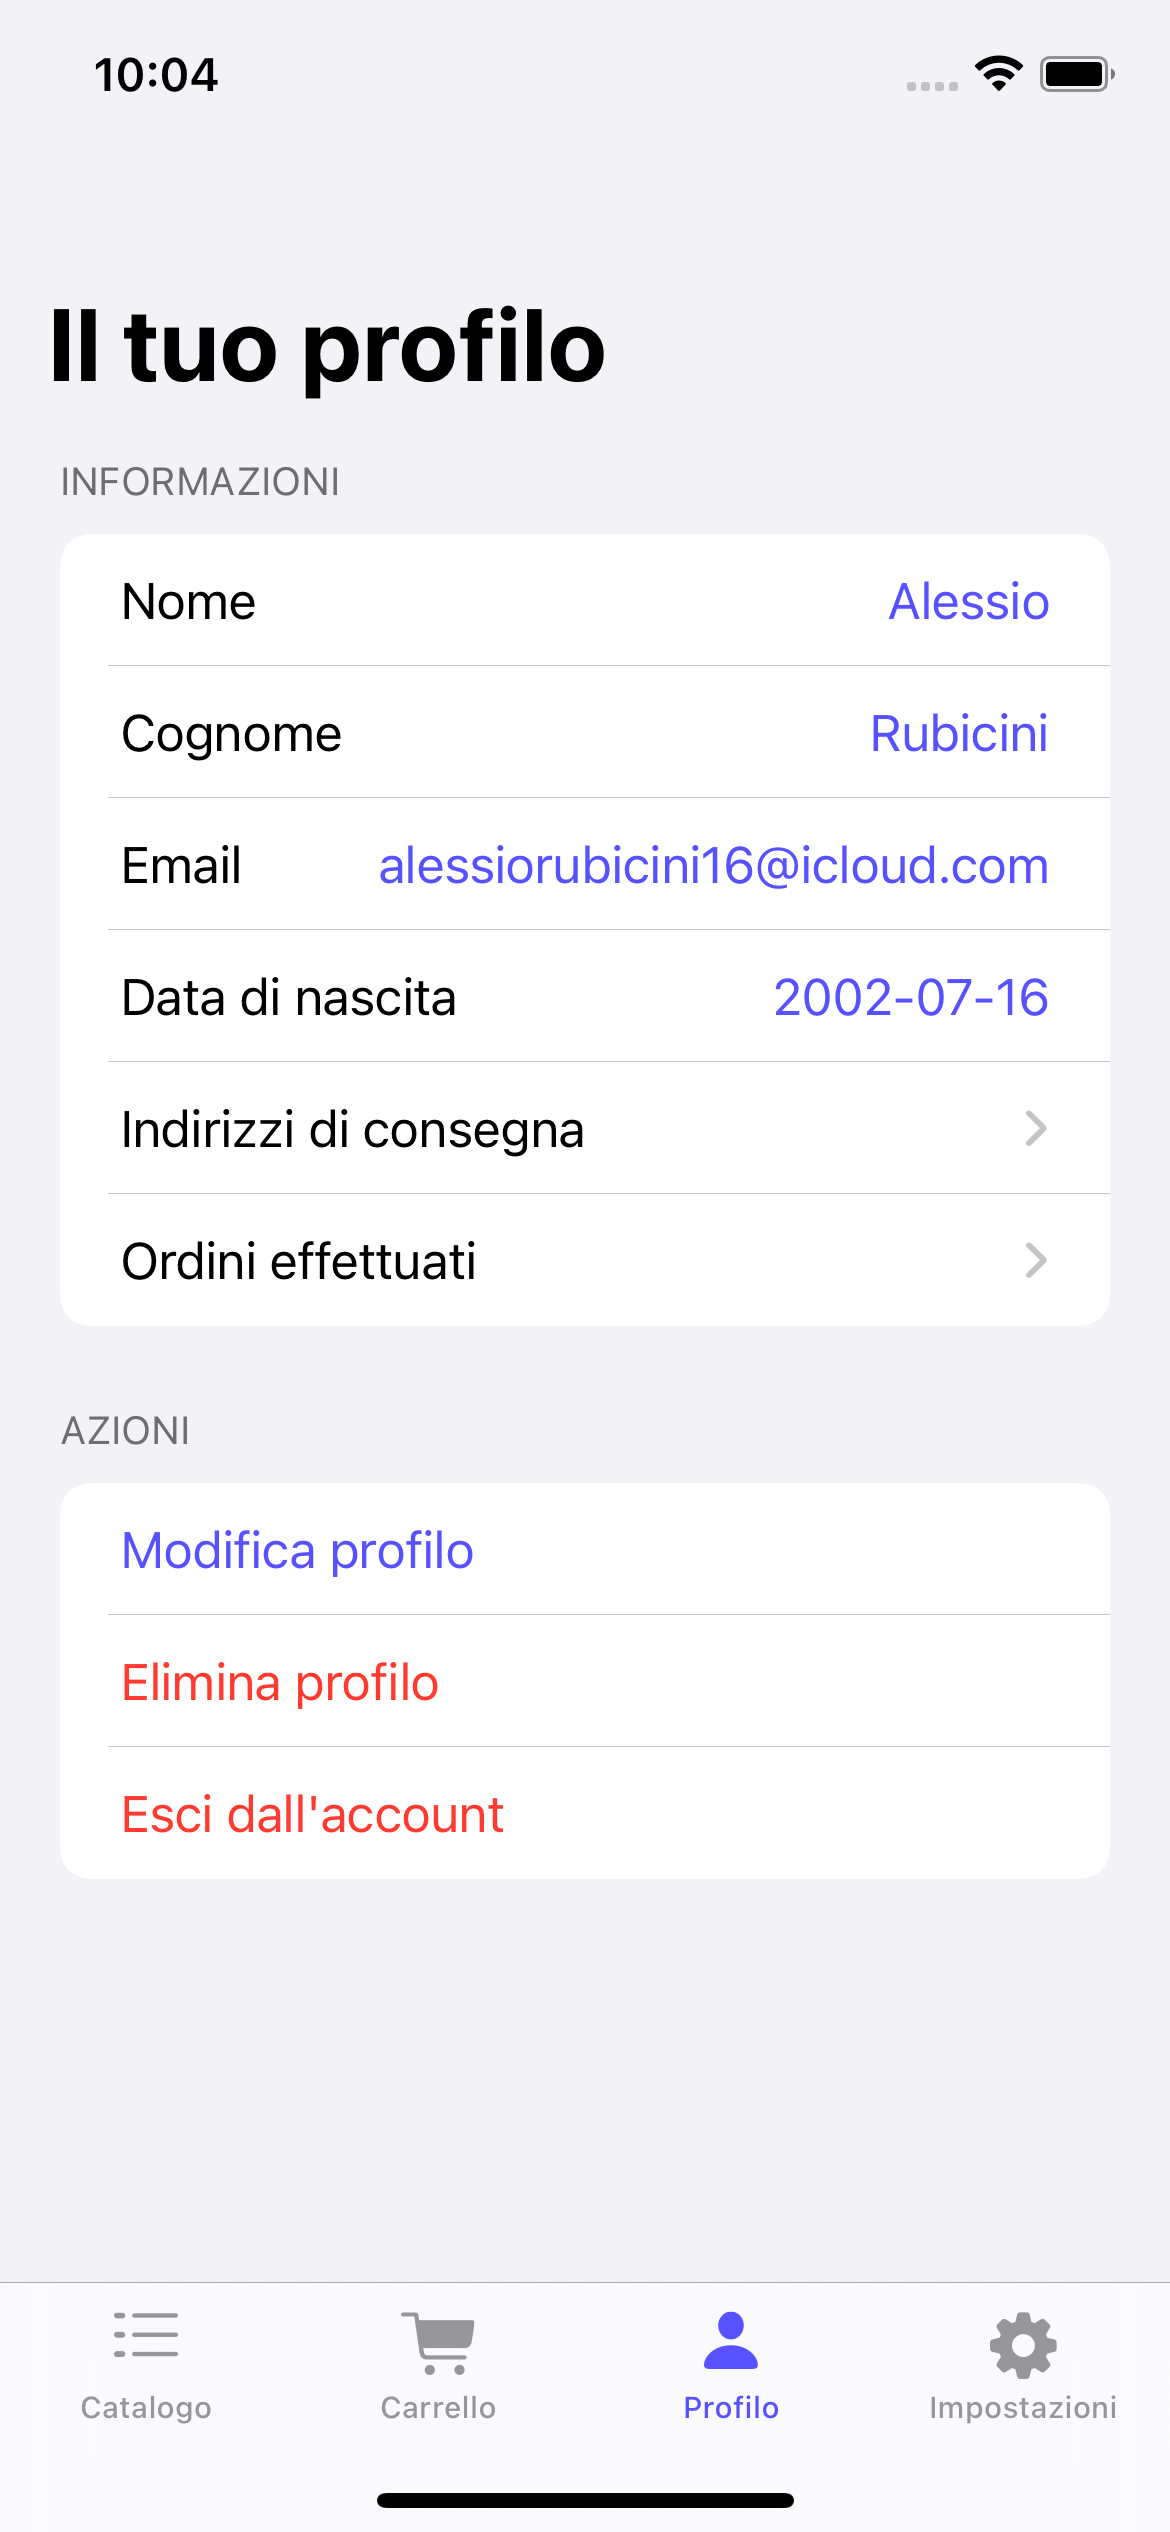 10:04
Il tuo profilo
INFORMAZIONI
Nome Alessio
Cognome Rubicini
Email alessiorubicini16@icloud.com
Data di nascita 2002-07-16
Indirizzi di consegna
Ordini effettuati
AZIONI
Modifica profilo
Elimina profilo
Esci dall'account
Catalogo Carrello Profilo Impostazioni